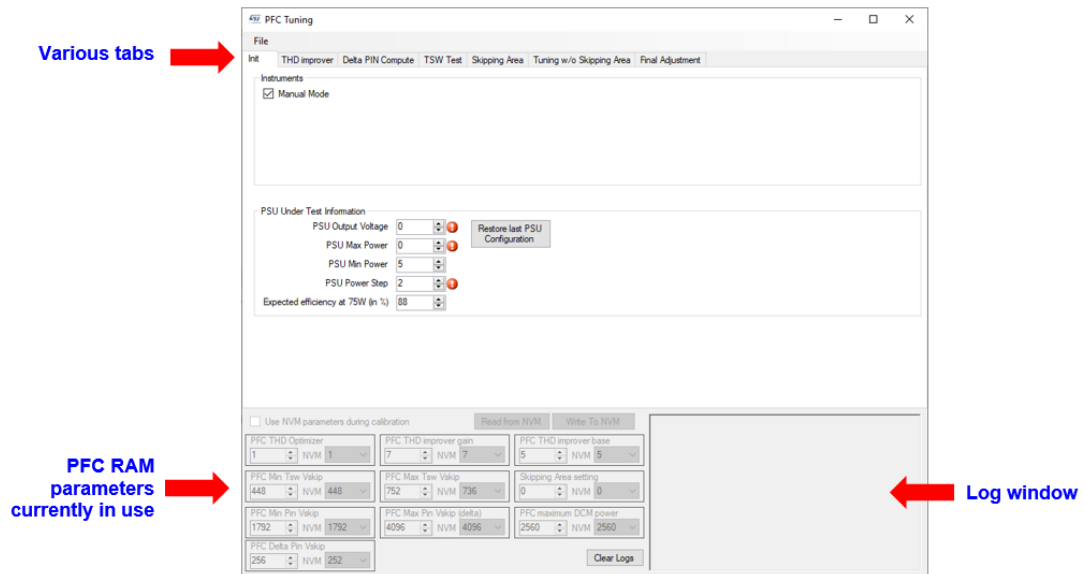 PFC Tuning
File
Various tabs
Init THD improver Delta PIN Compute TSW Test Skipping Area Tuning w/o Skipping Area Final Adjustment
Instruments
Manual Mode
PSU Under Test Information
PSU Output Voltage 0
Restore last PSU
Configuration
PSU Max Power 0
PSU Min Power 5
PSU Power Step 2
Expected efficiency at 75W (in %) 88
Use NVM parameters during calibration Read from NVM Write To NVM
PFC THD Optimizer PFC THD improver gain PFC THD improver base
1 NVM 1 7 NVM 7 5 NVM 5
PFC Min Tsw Vskip PFC Max Tsw Vskip Skipping Area setting
448 NVM 448 752 NVM 736 0 NVM 0
PFC Min Pin Vskip PFC Max Pin Vskip (delta) PFC maximum DCM power
1792 NVM 1792 4096 NVM 4096 2560 NVM 2560
PFC Delta Pin Vskip
256 NVM 252 Clear Logs
PFC RAM
parameters
currently in use
Log window